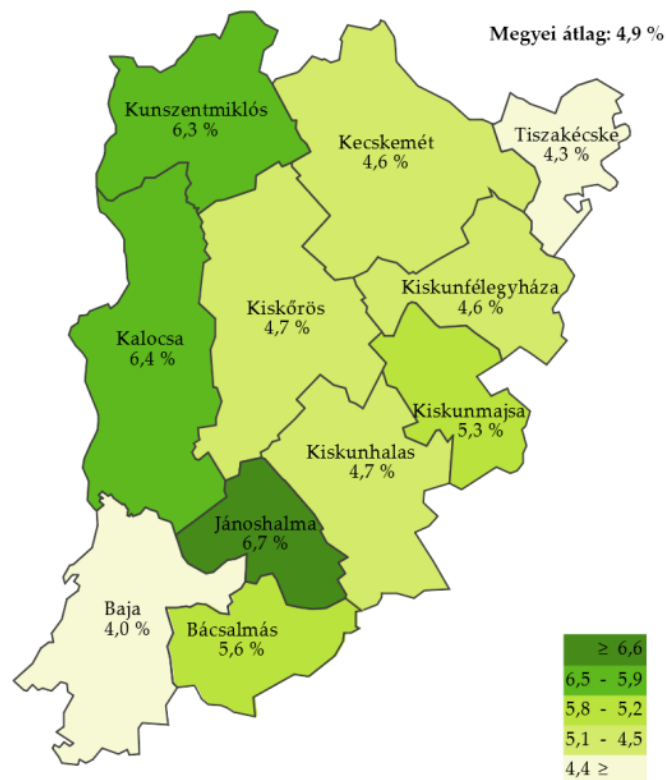 Megyei átlag: 4,9 %
Kunszentmiklós
6,3 %
Kecskemét
4,6 %
Tiszakécske
4,3 %
Kiskunfélegyháza
4,6 %
Kiskőrös
4,7 %
Kalocsa
6,4 %
Kiskunmajsa
5,3 %
Kiskunhalas
4,7 %
Jánoshalma
6,7 %
Baja
4,0 %
Bácsalmás
5,6 %
≥ 6,6
6,5 - 5,9
5,8 - 5,2
5,1 - 4,5
4,4 ≥